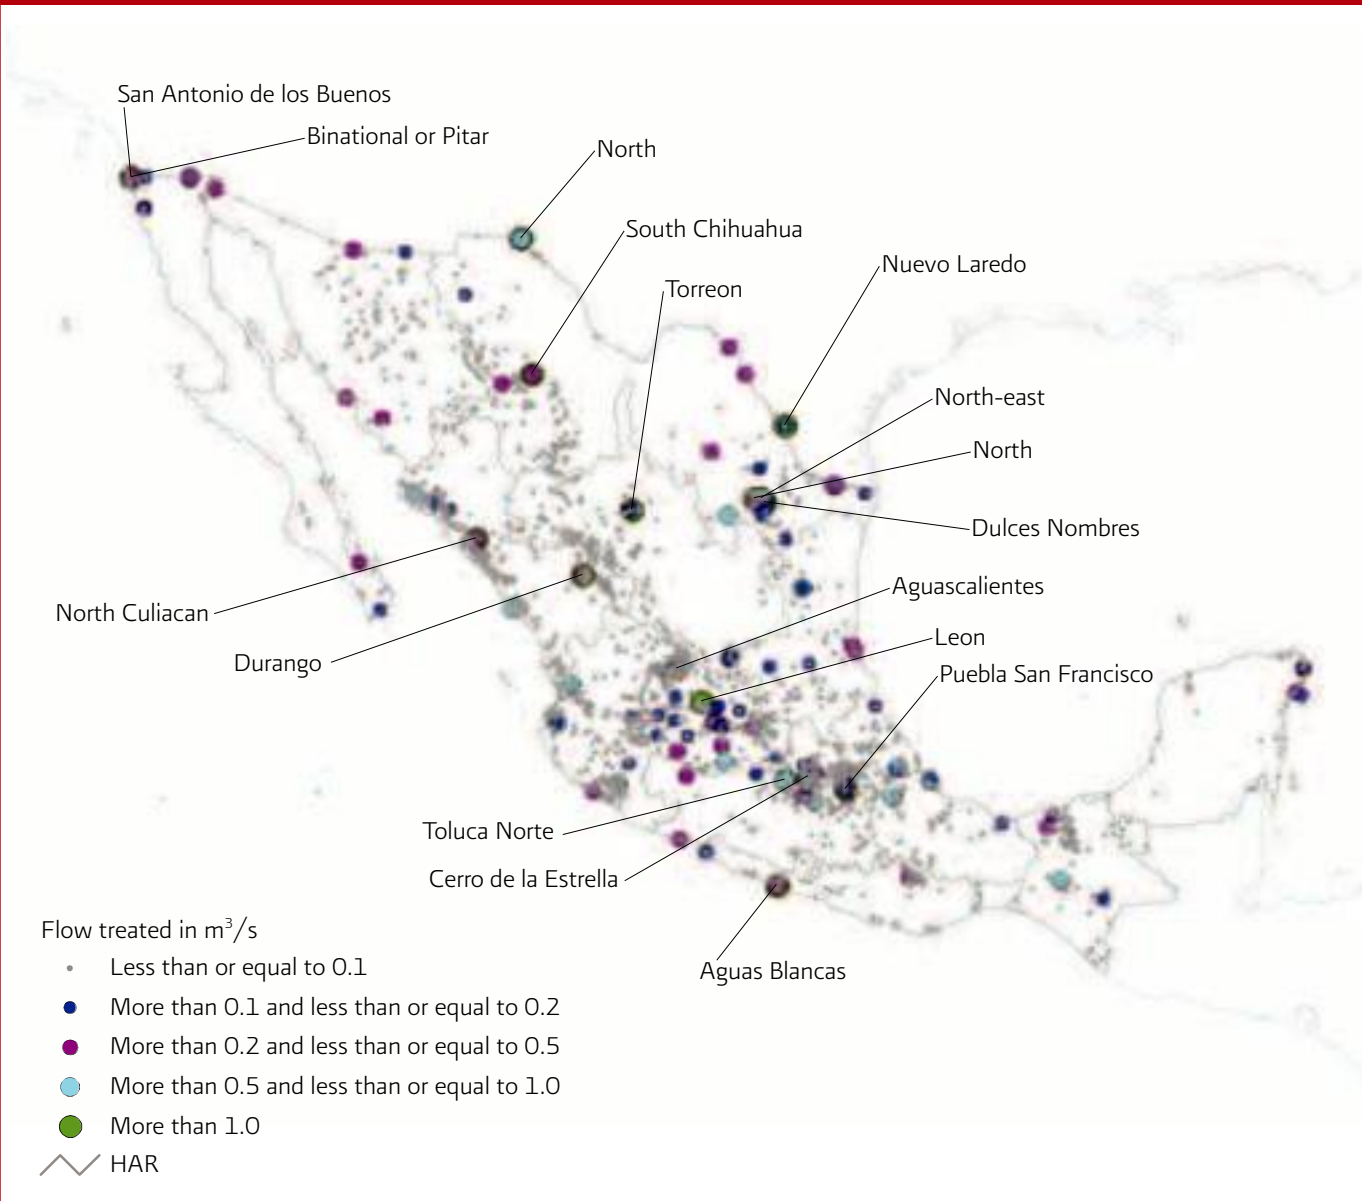 San Antonio de los Buenos
Binational or Pitar
North
South Chihuahua
Nuevo Laredo
Torreon
North-east
North
Dulces Nombres
Aguascalientes
North Culiacan
Leon
Durango
Puebla San Francisco
Toluca Norte
Cerro de la Estrella
Aguas Blancas
Flow treated in m³/s
Less than or equal to 0.1
More than 0.1 and less than or equal to 0.2
More than 0.2 and less than or equal to 0.5
More than 0.5 and less than or equal to 1.0
More than 1.0
HAR